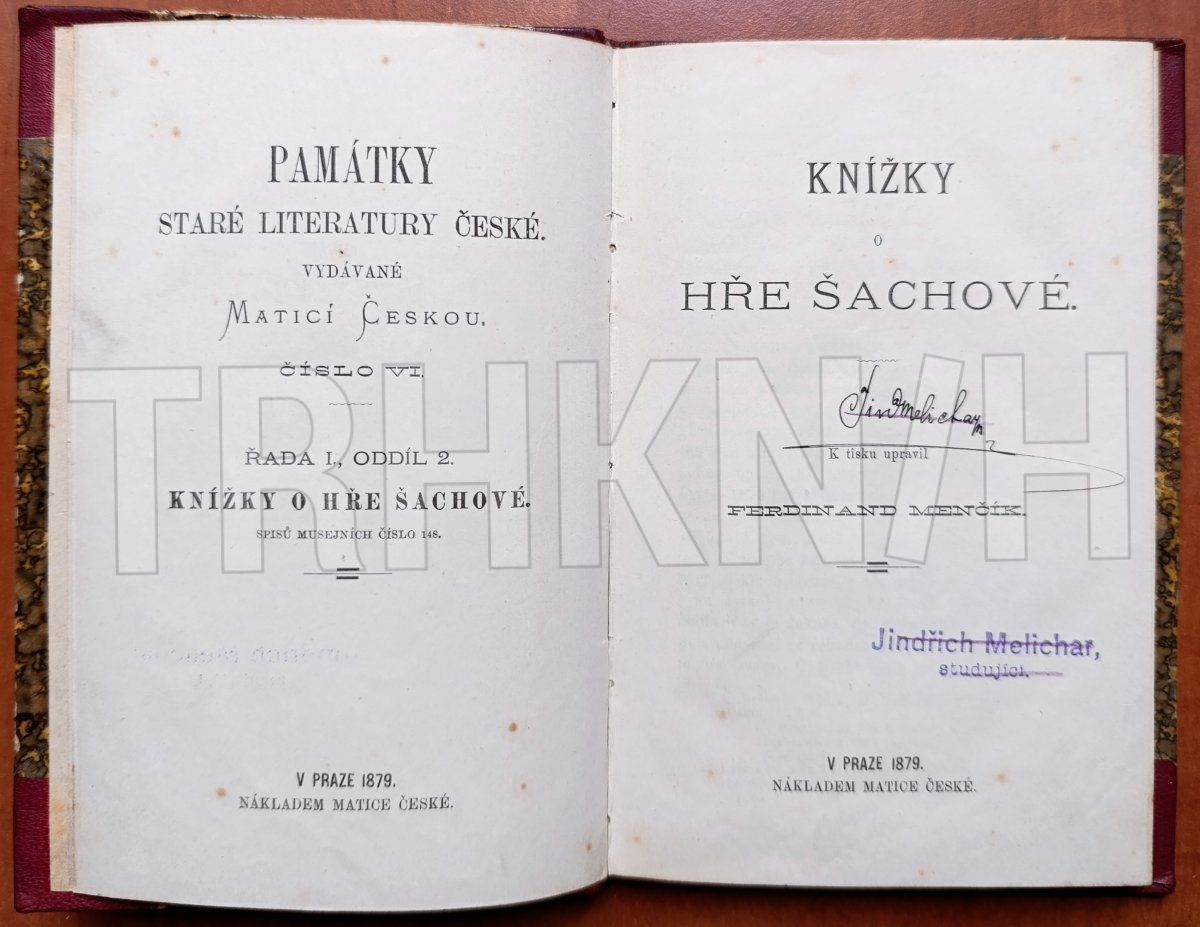 PAMÁTKY
STARÉ LITERATURY ČESKÉ.
VYDÁVANÉ
MATICÍ ČESKOU.
ČÍSLO VI.
ŘADA I., ODDÍL 2.
KNÍŽKY O HŘE ŠACHOVÉ.
SPISŮ MUSEJNÍCH ČÍSLO 148.
V PRAZE 1879.
NÁKLADEM MATICE ČESKÉ.
KNÍŽKY
O
HŘE ŠACHOVÉ.
Jind Melichar
K tisku upravil
FERDINAND MENČÍK.
Jindřich Melichar,
studující.
V PRAZE 1879.
NÁKLADEM MATICE ČESKÉ.
TRHKNIH